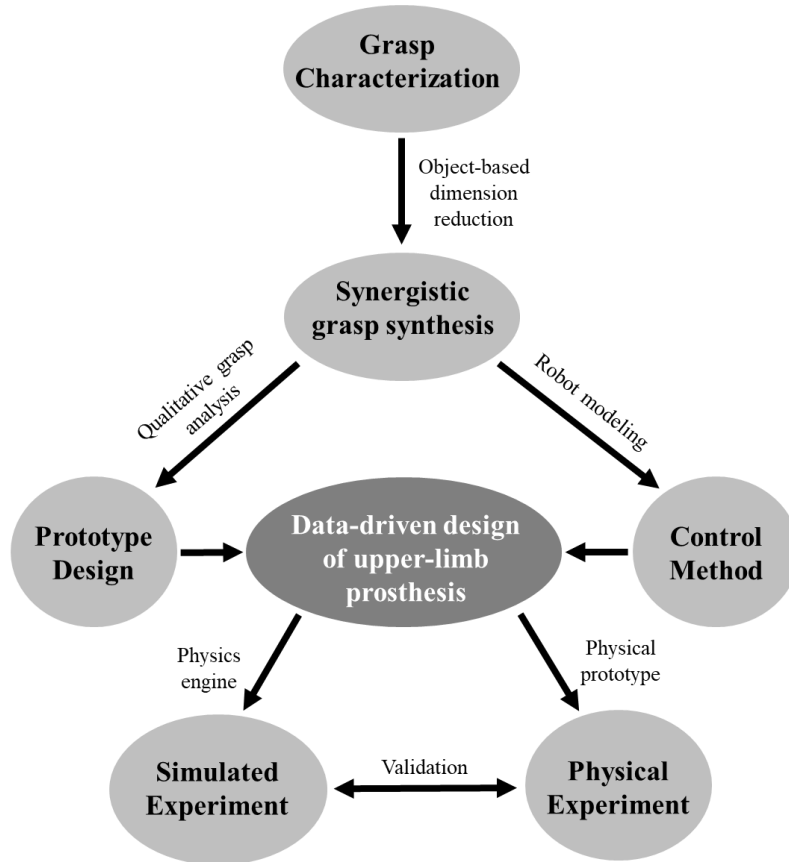 Grasp
Characterization
Object-based
dimension
reduction
Synergistic
grasp synthesis
Qualitative grasp
analysis
Robot modeling
Prototype
Design
Data-driven design
of upper-limb
prosthesis
Control
Method
Physics
engine
Physical
prototype
Simulated
Experiment
Validation
Physical
Experiment